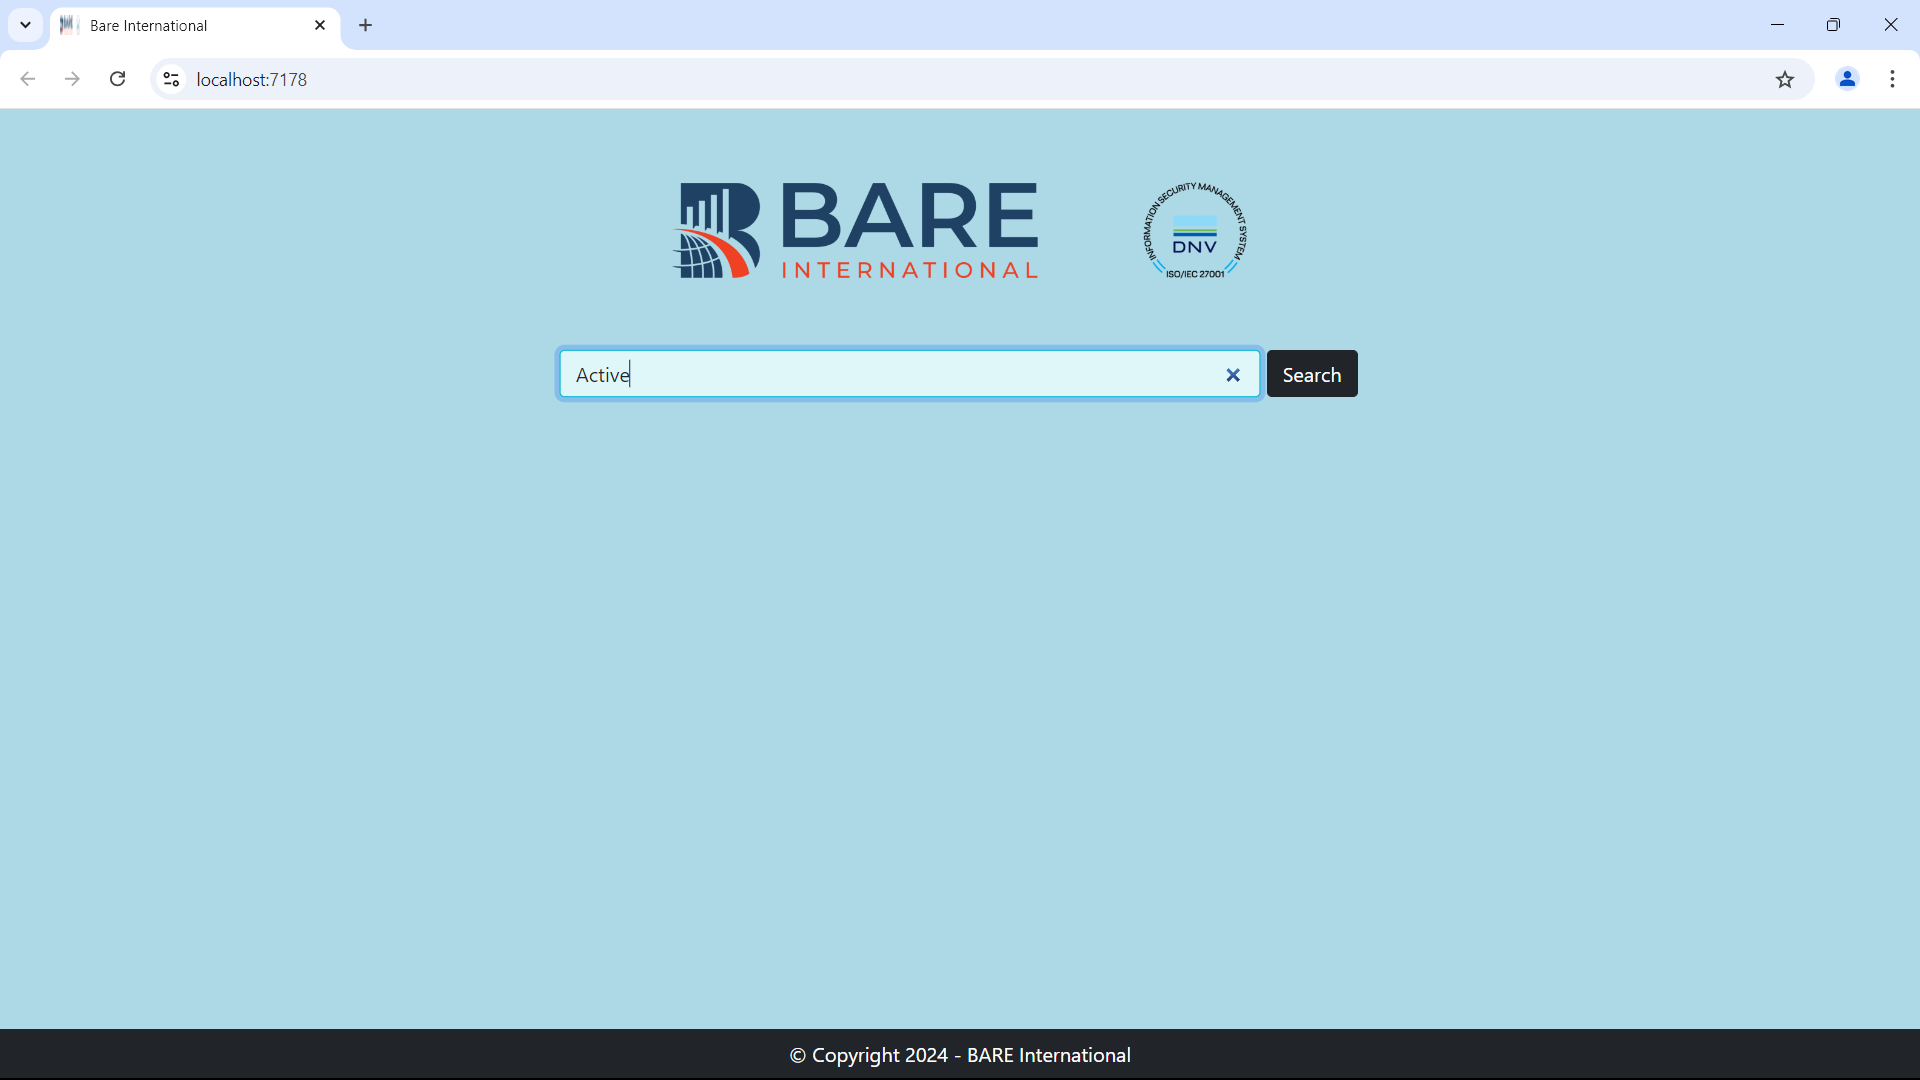 Bare International
localhost:7178
BARE
INTERNATIONAL
INFORMATION SECURITY MANAGEMENT SYSTEM
DNV
ISO/IEC 27001
Active
Search
© Copyright 2024 - BARE International